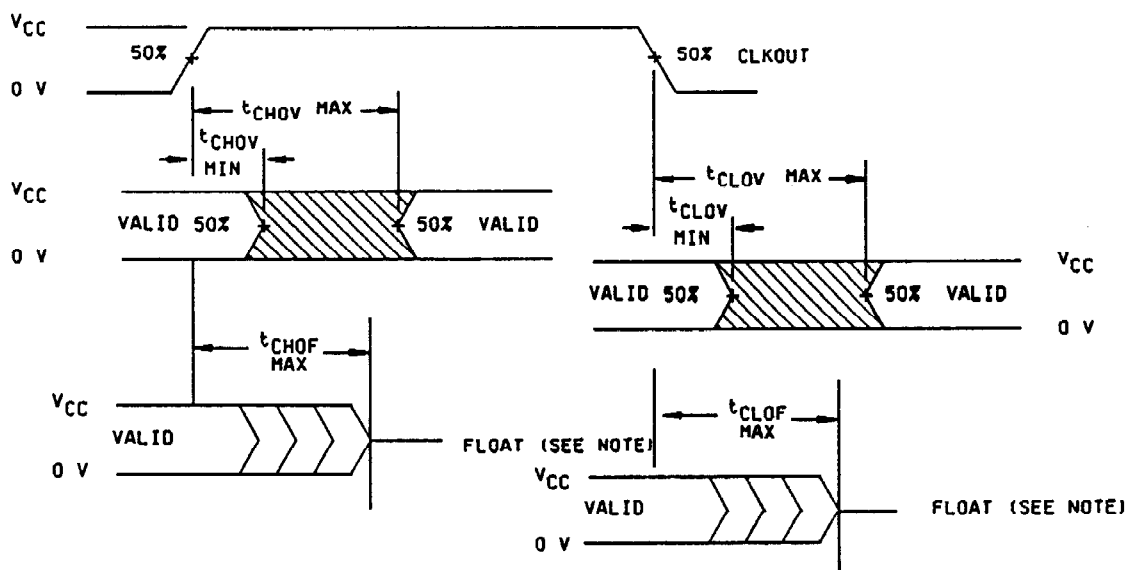 VCC
50%
50% CLKOUT
0 V
tCHOV MAX
tCHOV
MIN
VCC
VALID 50%
50% VALID
0 V
tCLOV MAX
tCLOV
MIN
VCC
VALID 50%
50% VALID
0 V
tCHOF
MAX
VCC
VALID
FLOAT (SEE NOTE)
0 V
tCLOF
MAX
VCC
VALID
FLOAT (SEE NOTE)
0 V